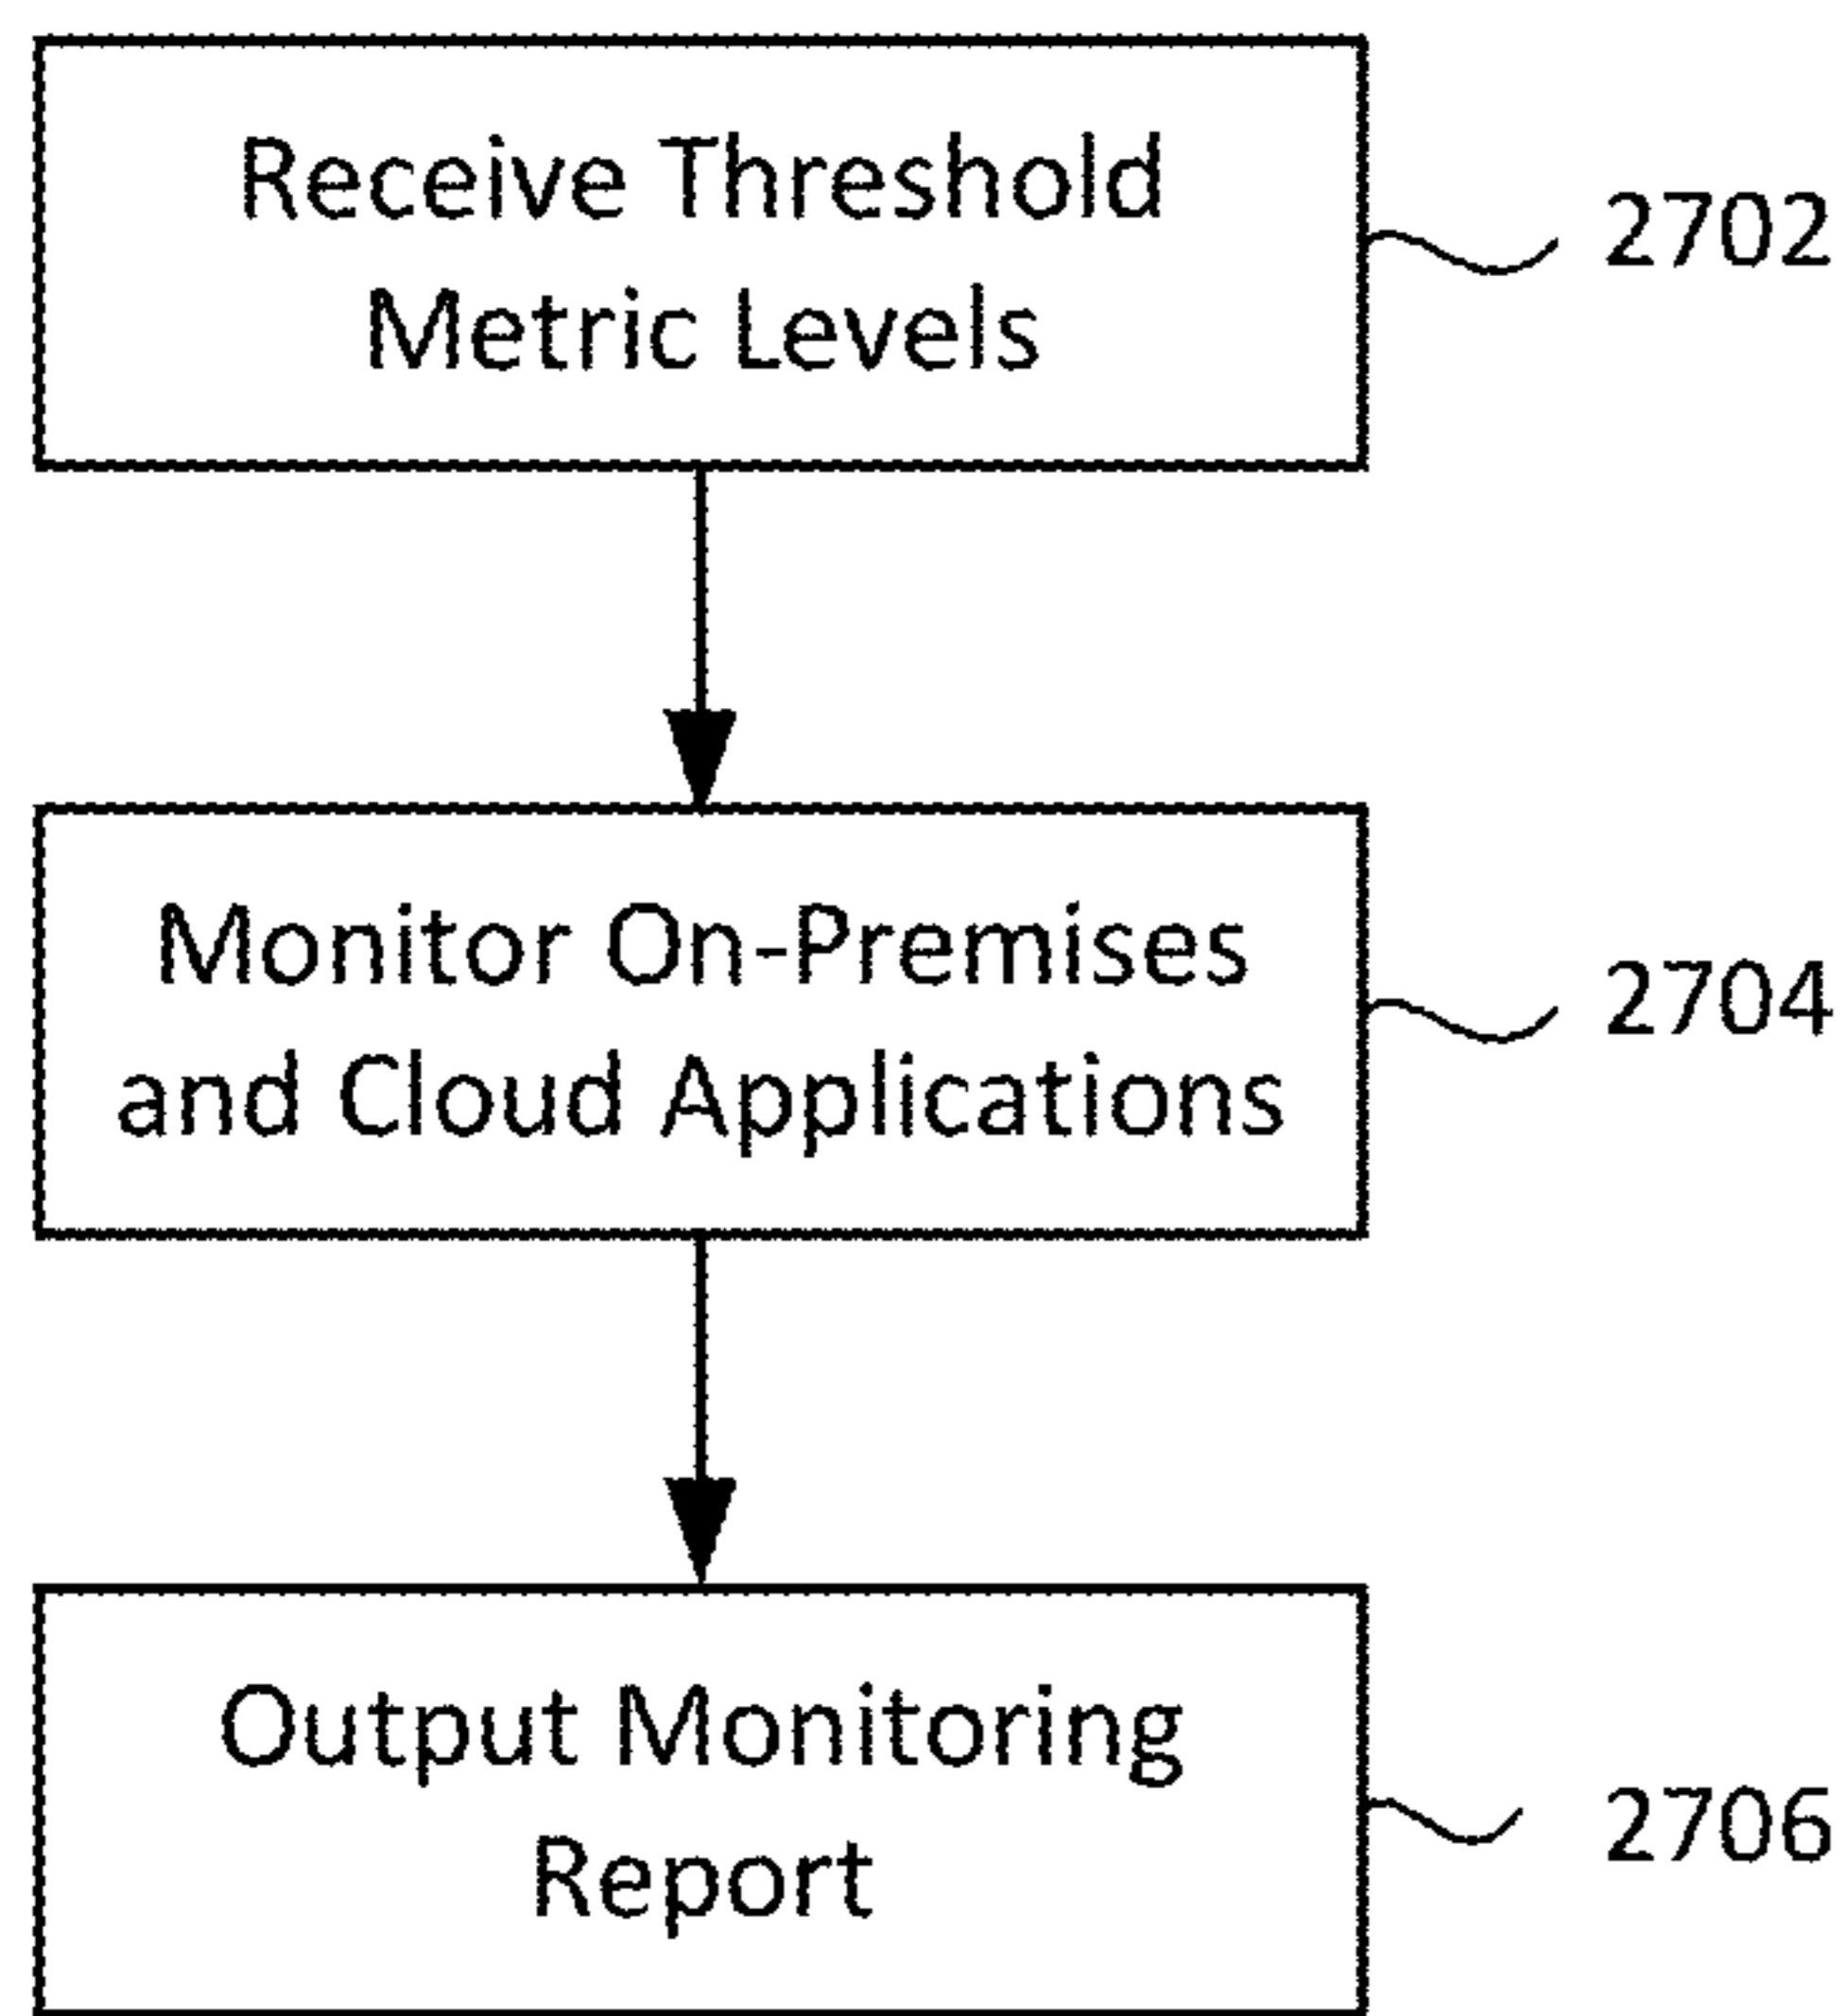 Receive Threshold
Metric Levels
2702
Monitor On-Premises
and Cloud Applications
2704
Output Monitoring
Report
2706